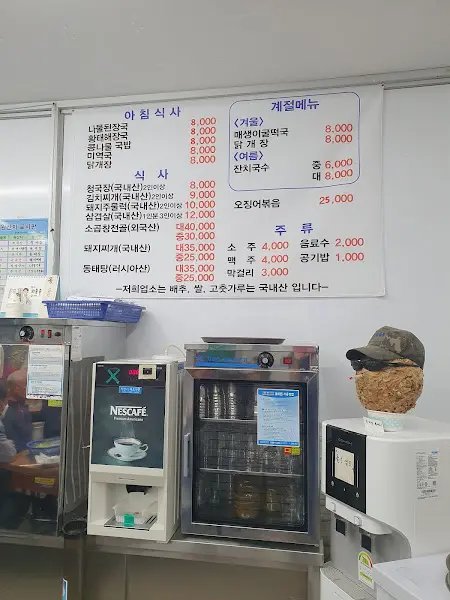 아침식사
나물된장국 8,000
황태해장국 8,000
콩나물 국밥 8,000
미역국 8,000
닭개장 8,000
식 사
청국장(국내산)2인이상 8,000
김치찌개(국내산)2인이상 9,000
돼지주물럭(국내산)2인이상 10,000
삼겹살(국내산)1인분 3인이상 12,000
소곱창전골(외국산) 대40,000
중30,000
돼지찌개(국내산) 대35,000
중25,000
동태탕(러시아산) 대35,000
중25,000
계절메뉴
<겨울>
매생이굴떡국 8,000
닭 개 장 8,000
<여름>
잔치국수 중 6,000
대 8,000
오징어볶음 25,000
주 류
소 주 4,000 음료수 2,000
맥 주 4,000 공기밥 1,000
막걸리 3,000
-저희업소는 배추, 쌀, 고춧가루는 국내산 입니다-
NESCAFÉ